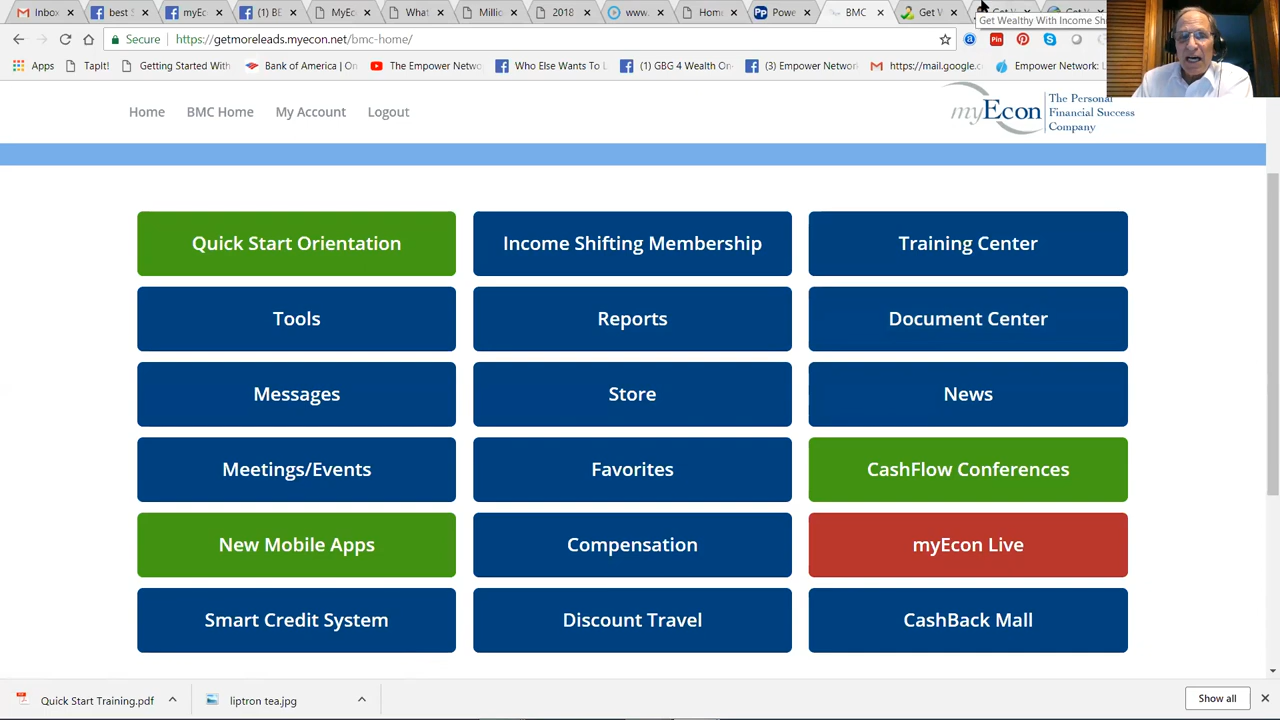 Inbox
best S
myEc
(1) BE
MyEc
What
Millic
2018
www.
Home
Powe
BMC
Get W
Get Wealthy With Income Shi
Secure
https://getmoreleads.myecon.net/bmc-home/
Apps
TapIt!
Getting Started With
Bank of America | On
The Empower Netwo
Who Else Wants To L
(1) GBG 4 Wealth On
(3) Empower Networ
https://mail.google.c
Empower Network: L
Home
BMC Home
My Account
Logout
myEcon
The Personal
Financial Success
Company
Quick Start Orientation
Income Shifting Membership
Training Center
Tools
Reports
Document Center
Messages
Store
News
Meetings/Events
Favorites
CashFlow Conferences
New Mobile Apps
Compensation
myEcon Live
Smart Credit System
Discount Travel
CashBack Mall
Quick Start Training.pdf
liptron tea.jpg
Show all